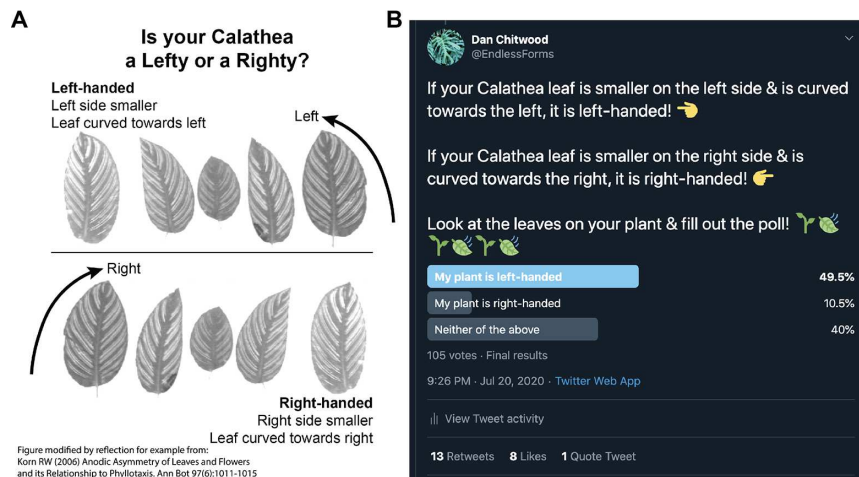 A
Is your Calathea
a Lefty or a Righty?
Left-handed
Left side smaller
Leaf curved towards left
Left
Right
Right-handed
Right side smaller
Leaf curved towards right
Figure modified by reflection for example from:
Korn RW (2006) Anodic Asymmetry of Leaves and Flowers
and its Relationship to Phyllotaxis. Ann Bot 97(6):1011-1015
B
Dan Chitwood
@EndlessForms
If your Calathea leaf is smaller on the left side & is curved
towards the left, it is left-handed! 👈
If your Calathea leaf is smaller on the right side & is
curved towards the right, it is right-handed! 👉
Look at the leaves on your plant & fill out the poll! 🌱🍃
🌱🍃🌱🍃
My plant is left-handed 49.5%
My plant is right-handed 10.5%
Neither of the above 40%
105 votes · Final results
9:26 PM · Jul 20, 2020 · Twitter Web App
View Tweet activity
13 Retweets 8 Likes 1 Quote Tweet